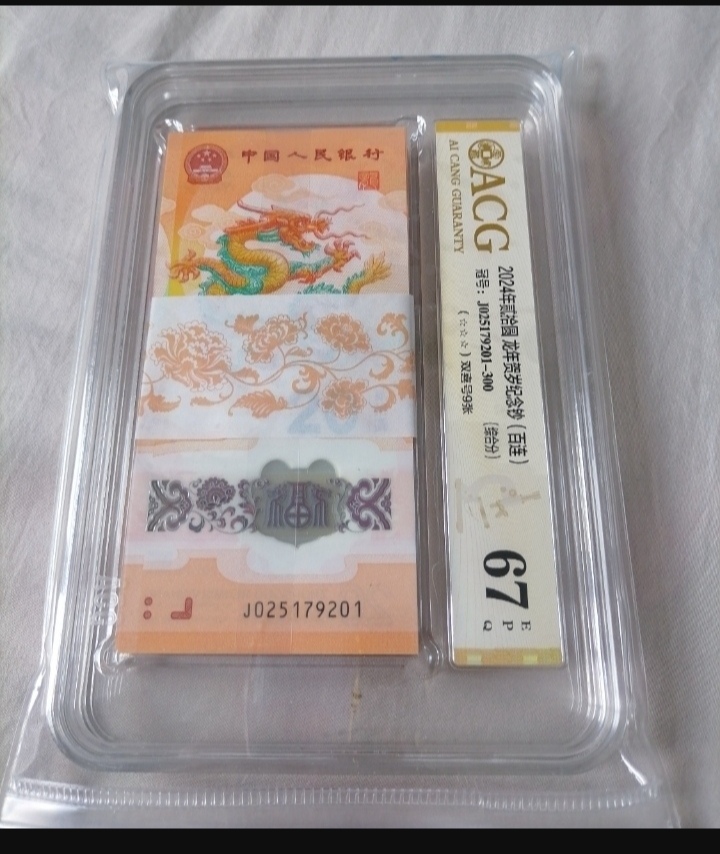 中国人民银行
J025179201
ACG
AI CANG GUARANTY
2024年贰拾圆 龙年贺岁纪念钞（百连）
冠号：J025179201-300 （综合分）
（☆☆☆）双喜号9张
67
E
P
Q